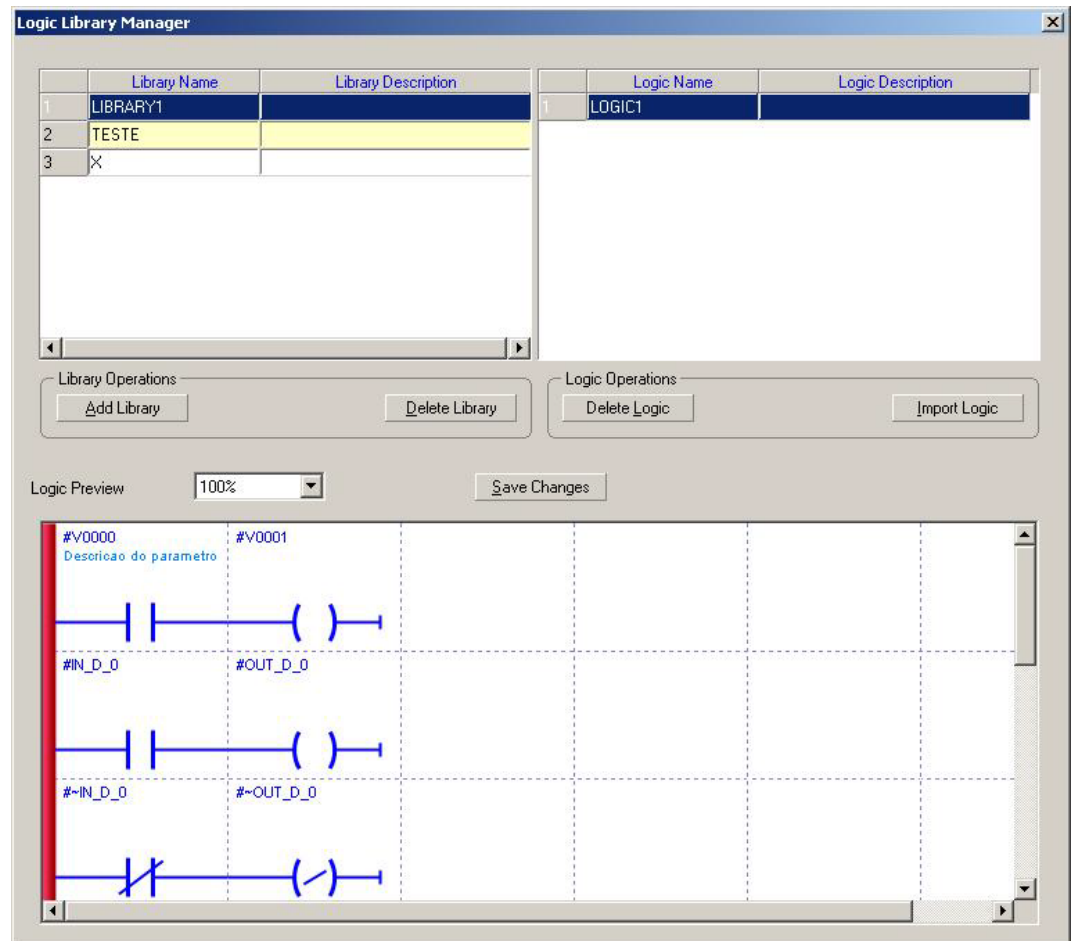 Logic Library Manager
Library Name Library Description Logic Name Logic Description
1 LIBRARY1 1 LOGIC1
2 TESTE
3 X
Library Operations Logic Operations
Add Library Delete Library Delete Logic Import Logic
Logic Preview 100% Save Changes
#V0000 #V0001
Descricao do parametro
#IN_D_0 #OUT_D_0
#~IN_D_0 #~OUT_D_0